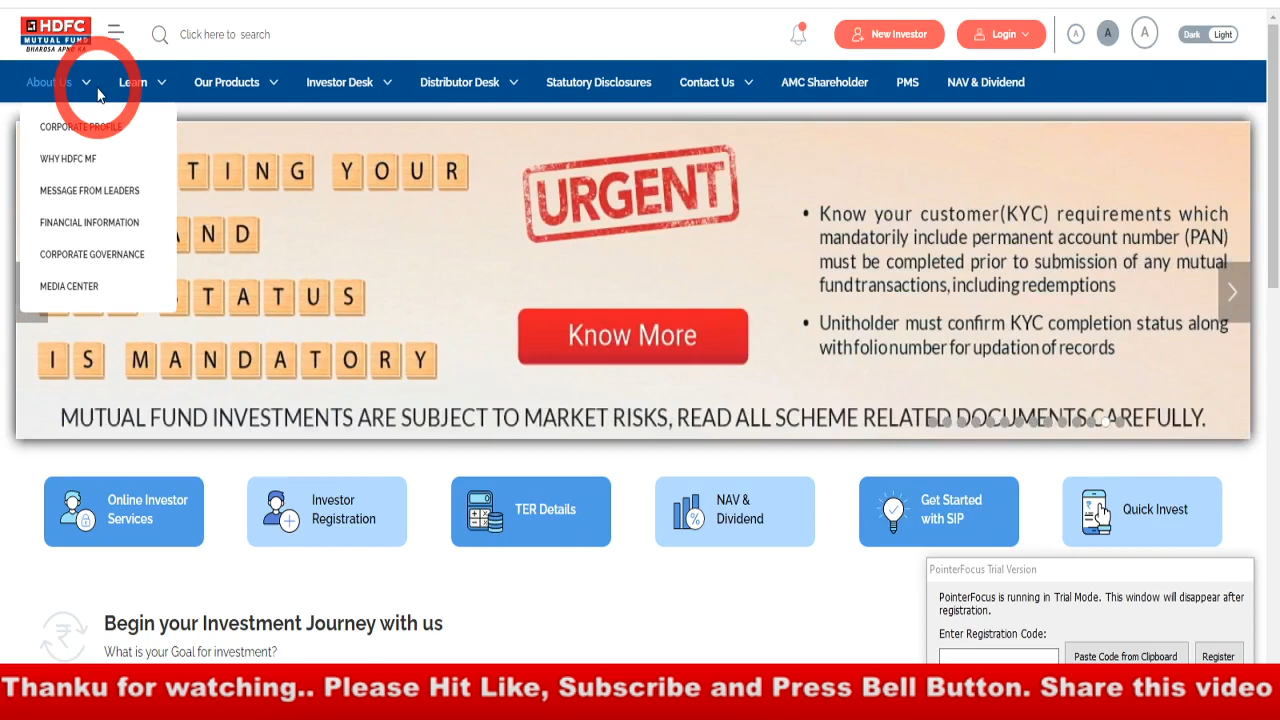 HDFC
MUTUAL FUND
BHAROSA APNO KA
Click here to search
New Investor
Login
A
A
A
Dark
Light
About Us
Learn
Our Products
Investor Desk
Distributor Desk
Statutory Disclosures
Contact Us
AMC Shareholder
PMS
NAV & Dividend
CORPORATE PROFILE
WHY HDFC MF
MESSAGE FROM LEADERS
FINANCIAL INFORMATION
CORPORATE GOVERNANCE
MEDIA CENTER
TING YOUR
ND
STATUS
IS MANDATORY
URGENT
Know More
• Know your customer(KYC) requirements which
mandatorily include permanent account number (PAN)
must be completed prior to submission of any mutual
fund transactions, including redemptions
• Unitholder must confirm KYC completion status along
with folio number for updation of records
MUTUAL FUND INVESTMENTS ARE SUBJECT TO MARKET RISKS, READ ALL SCHEME RELATED DOCUMENTS CAREFULLY.
Online Investor
Services
Investor
Registration
TER Details
NAV &
Dividend
Get Started
with SIP
Quick Invest
Begin your Investment Journey with us
What is your Goal for investment?
PointerFocus Trial Version
PointerFocus is running in Trial Mode. This window will disappear after
registration.
Enter Registration Code:
Paste Code from Clipboard
Register
Thanku for watching.. Please Hit Like, Subscribe and Press Bell Button. Share this video